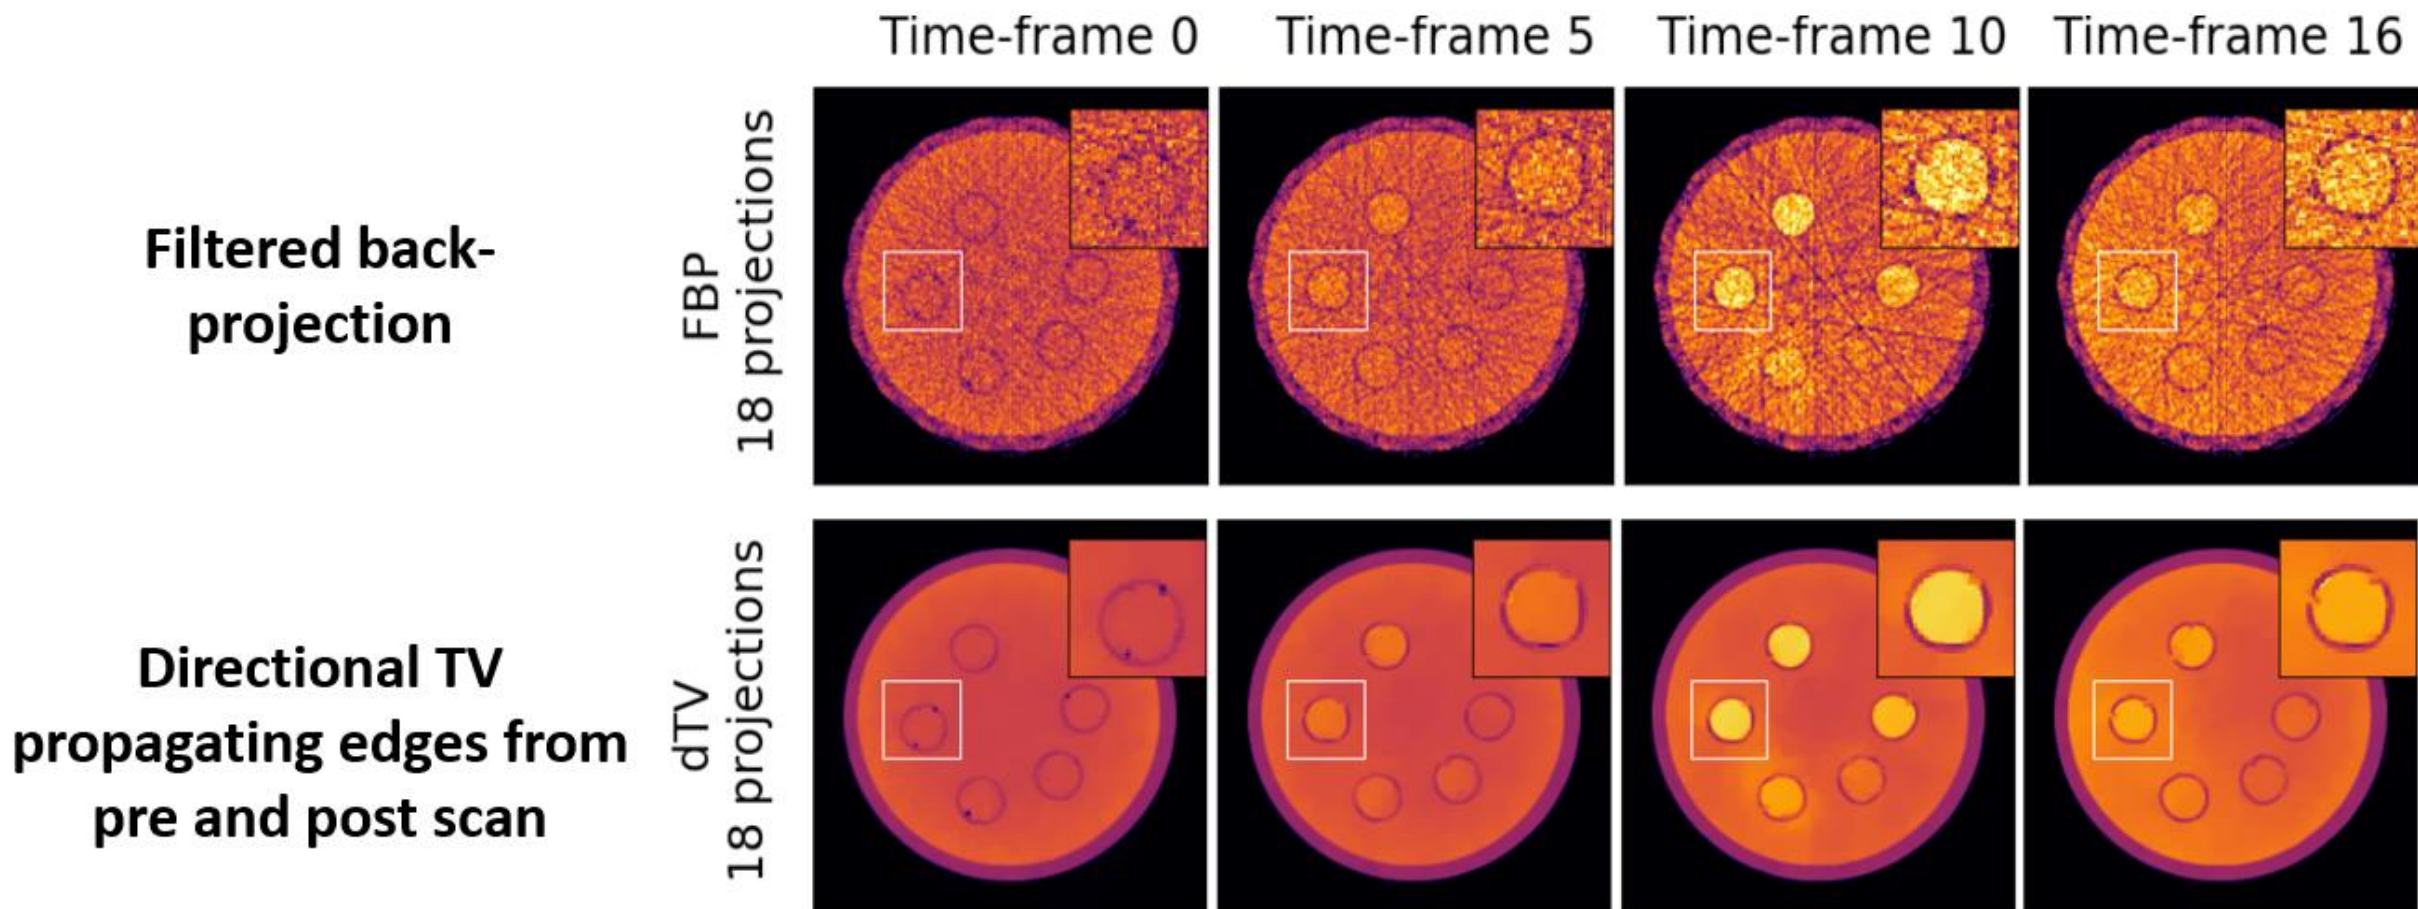 Time-frame 0
Time-frame 5
Time-frame 10
Time-frame 16
Filtered back-
projection
FBP
18 projections
Directional TV
propagating edges from
pre and post scan
dTV
18 projections